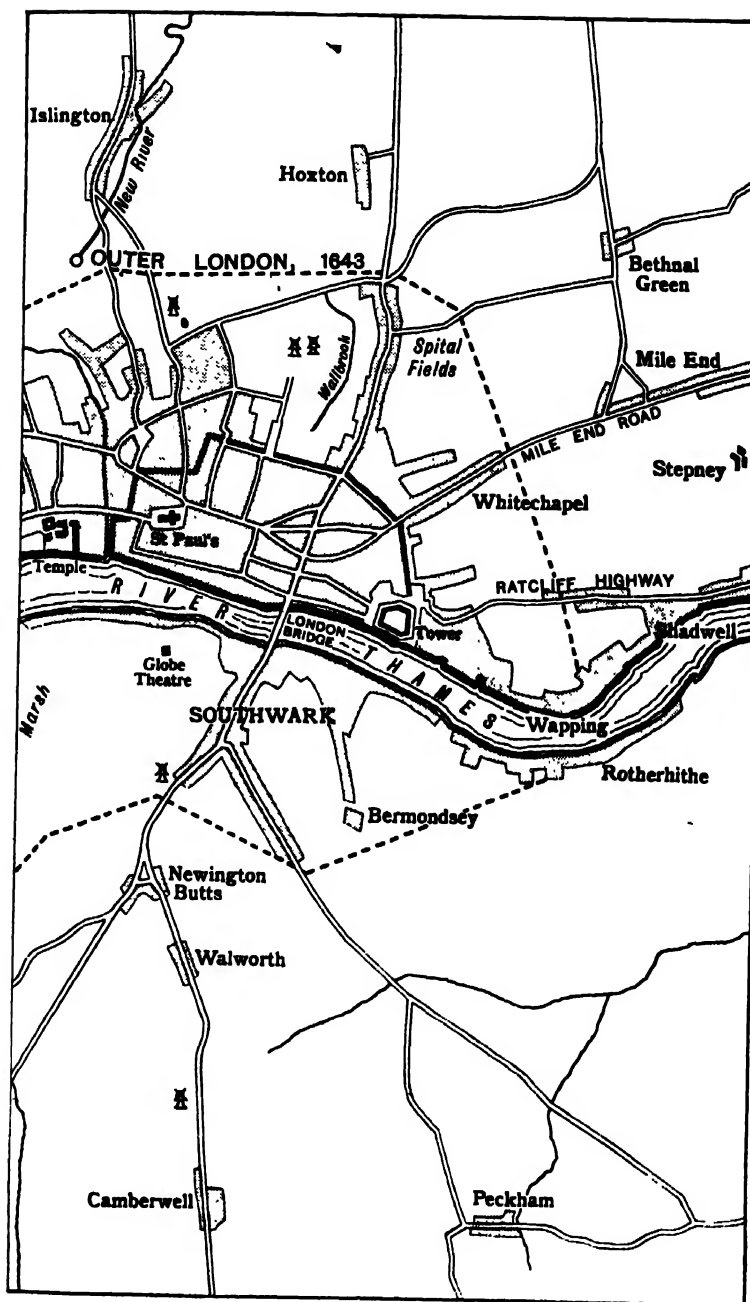 Islington
New River
Hoxton
OUTER LONDON, 1643
Bethnal
Green
Wallbrook
Spital
Fields
Mile End
MILE END ROAD
Stepney
Whitechapel
St Paul's
Temple
RATCLIFF HIGHWAY
RIVER
LONDON
BRIDGE
THAMES
Tower
Shadwell
Globe
Theatre
Marsh
SOUTHWARK
Wapping
Rotherhithe
Bermondsey
Newington
Butts
Walworth
Camberwell
Peckham